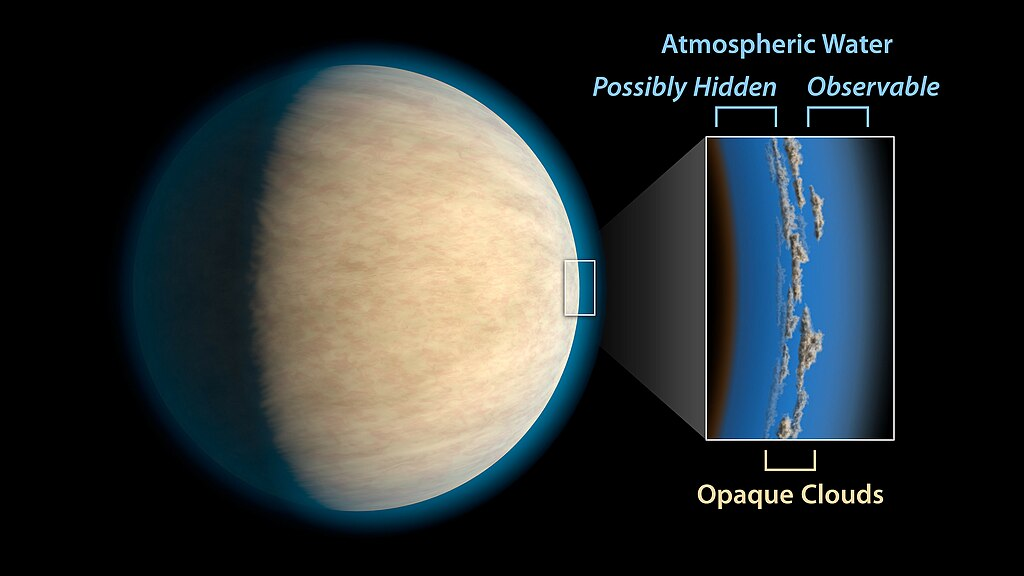 Atmospheric Water
Possibly Hidden Observable
Opaque Clouds